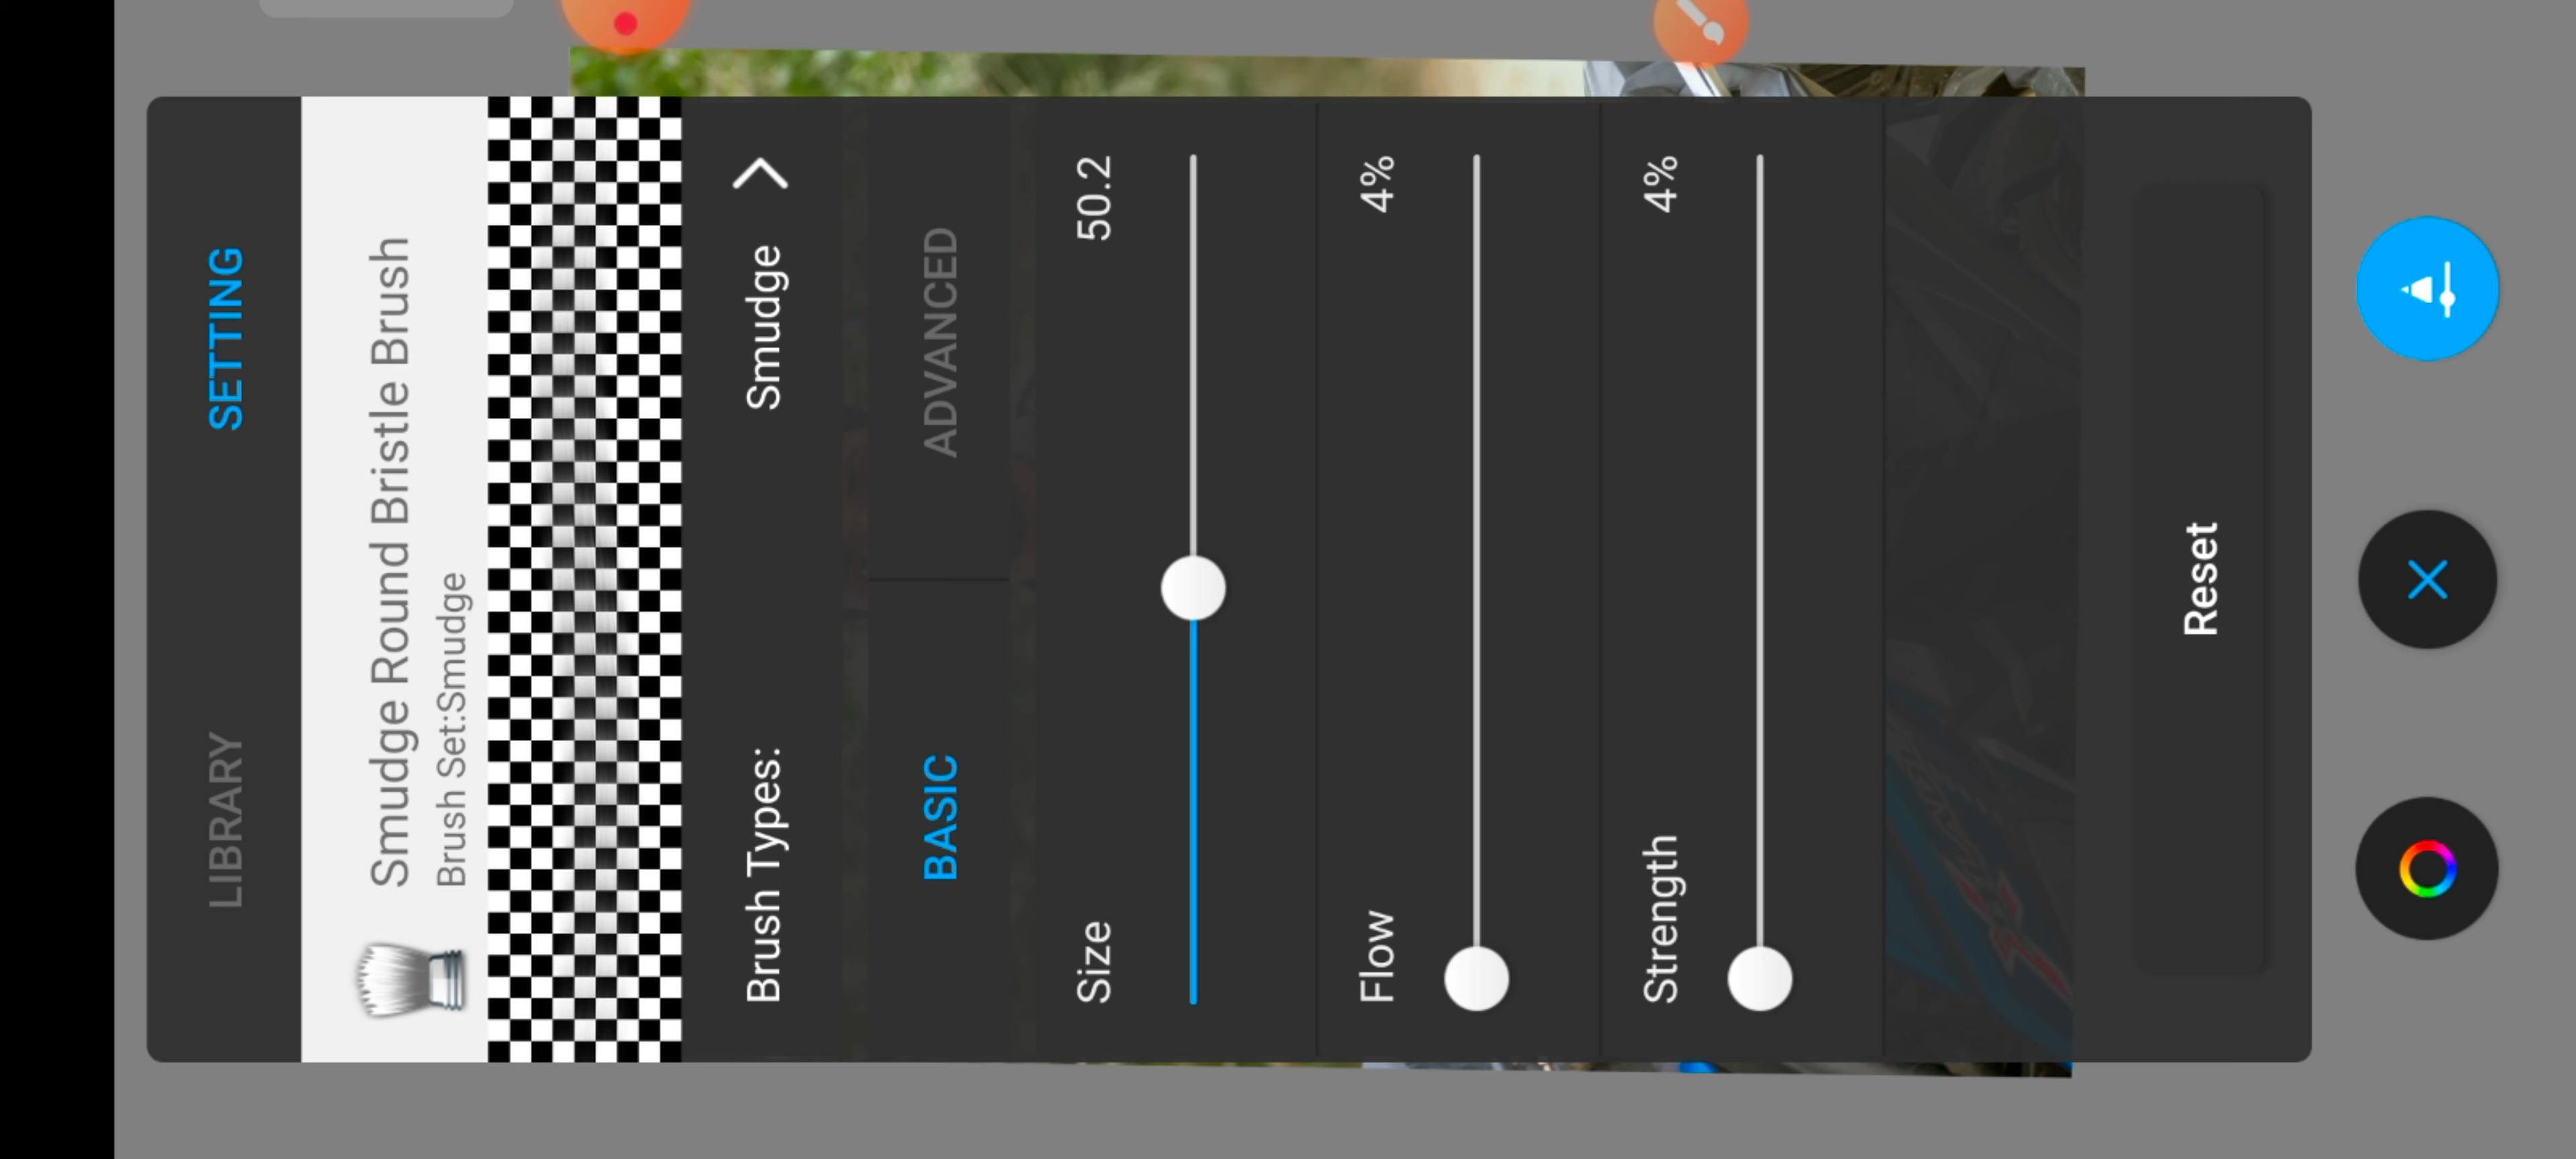 LIBRARY SETTING
Smudge Round Bristle Brush
Brush Set:Smudge
Brush Types: Smudge
BASIC ADVANCED
Size 50.2
Flow 4%
Strength 4%
Reset